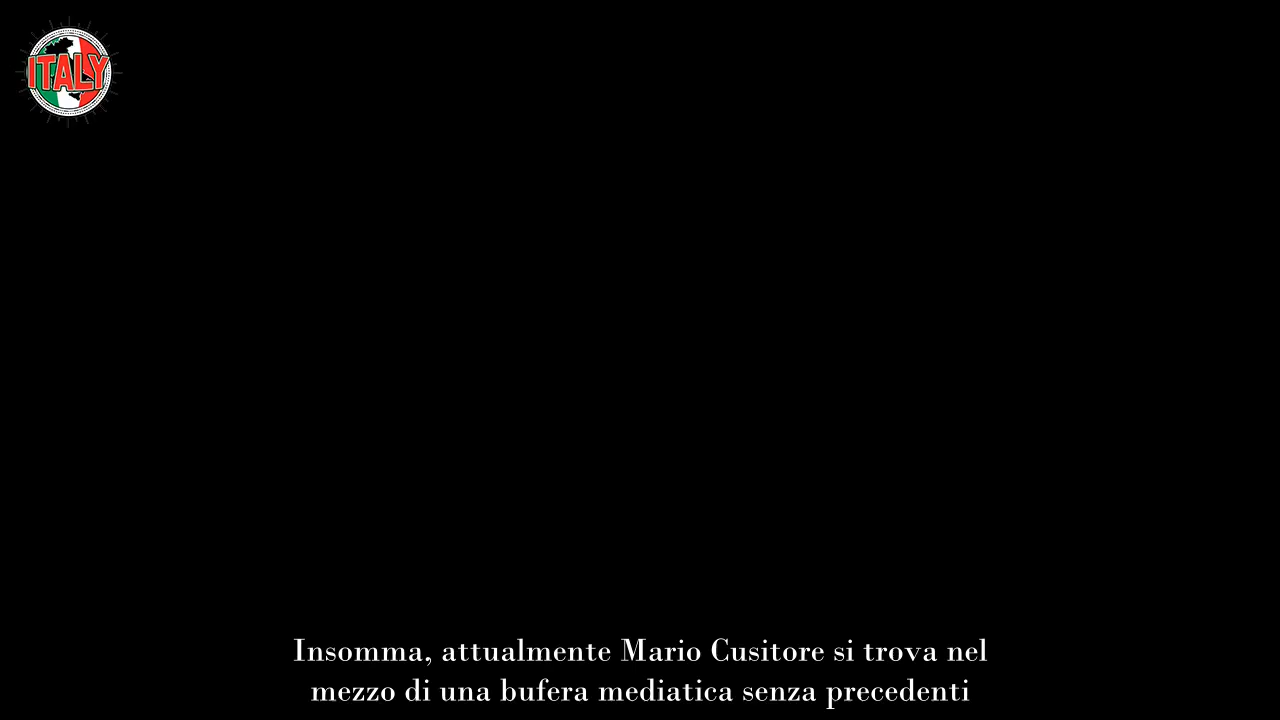 ITALY
Insomma, attualmente Mario Cusitore si trova nel
mezzo di una bufera mediatica senza precedenti